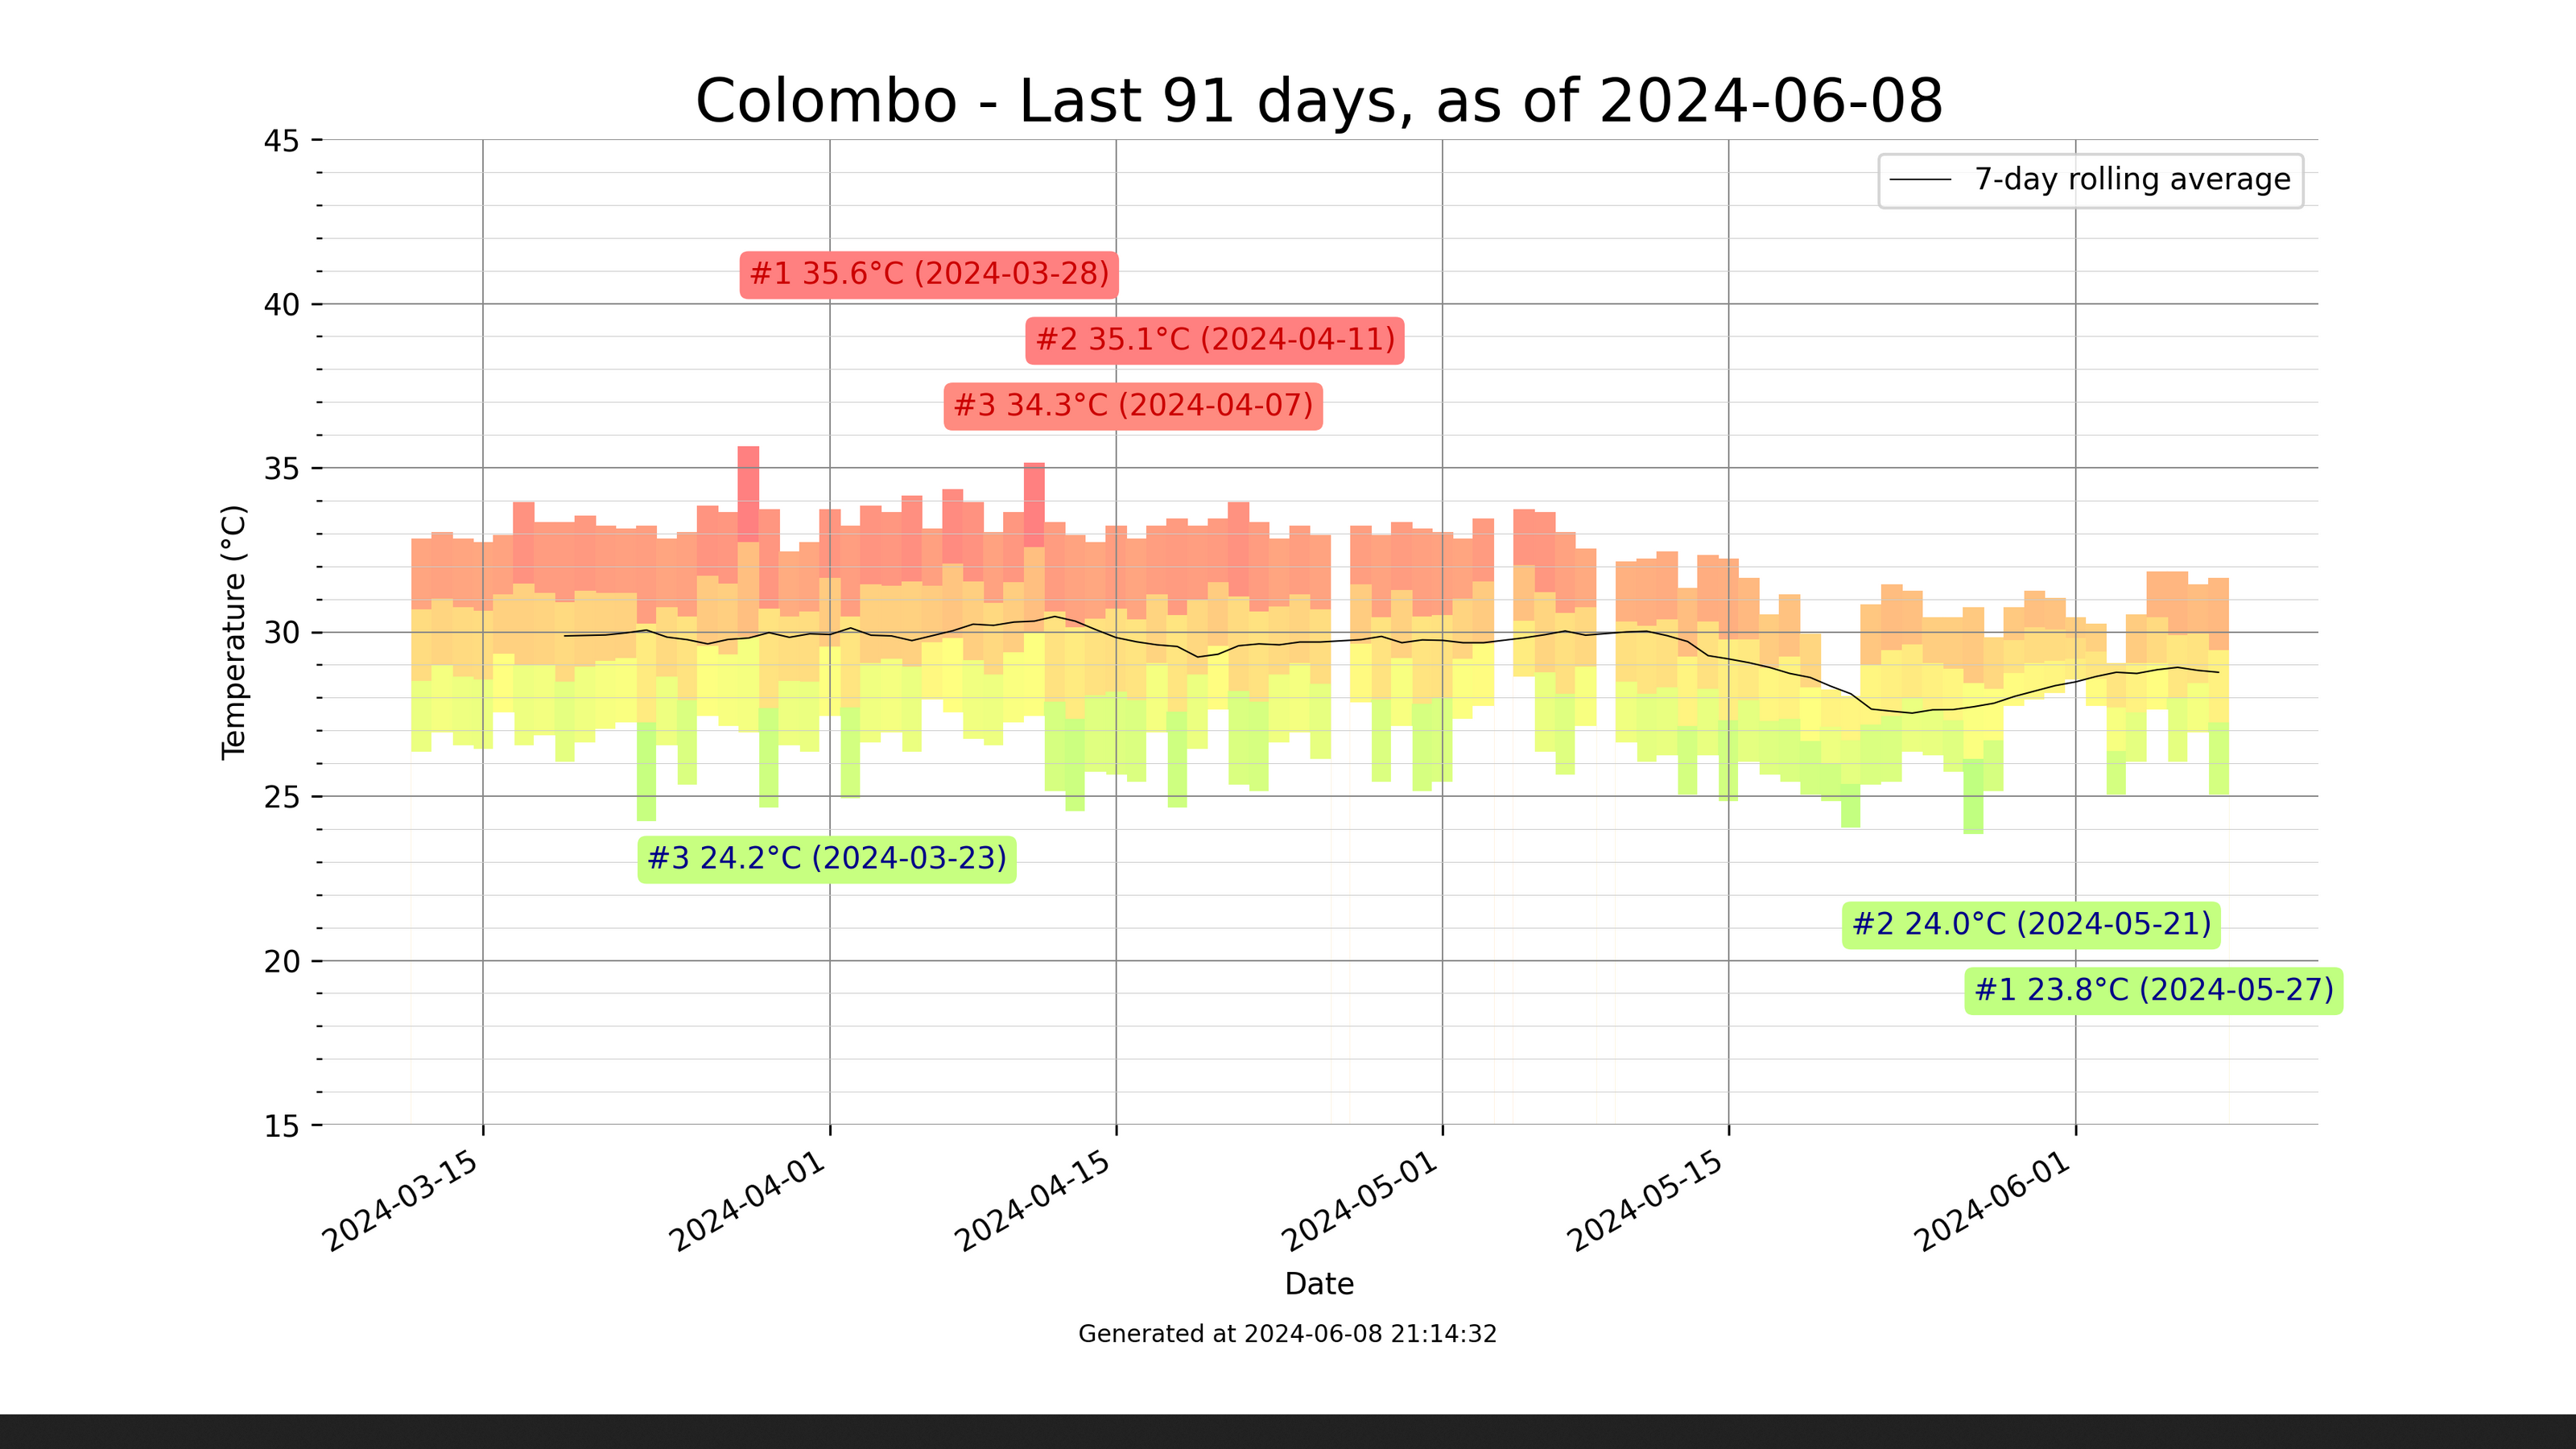 Colombo - Last 91 days, as of 2024-06-08
45
7-day rolling average
#1 35.6°C (2024-03-28)
40
#2 35.1°C (2024-04-11)
#3 34.3°C (2024-04-07)
35
Temperature (°C)
30
25
#3 24.2°C (2024-03-23)
#2 24.0°C (2024-05-21)
20
#1 23.8°C (2024-05-27)
15
2024-03-15
2024-04-01
2024-04-15
2024-05-01
2024-05-15
2024-06-01
Date
Generated at 2024-06-08 21:14:32